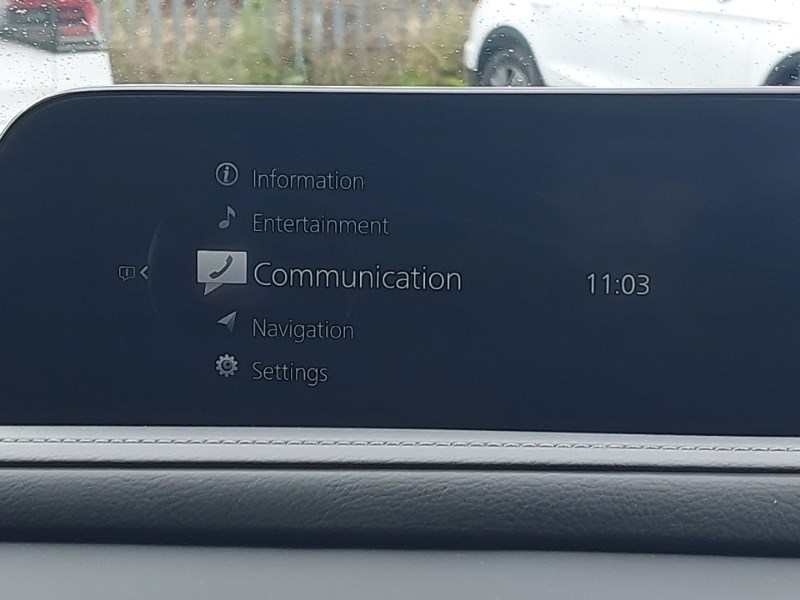 Information
Entertainment
Communication
11:03
Navigation
Settings